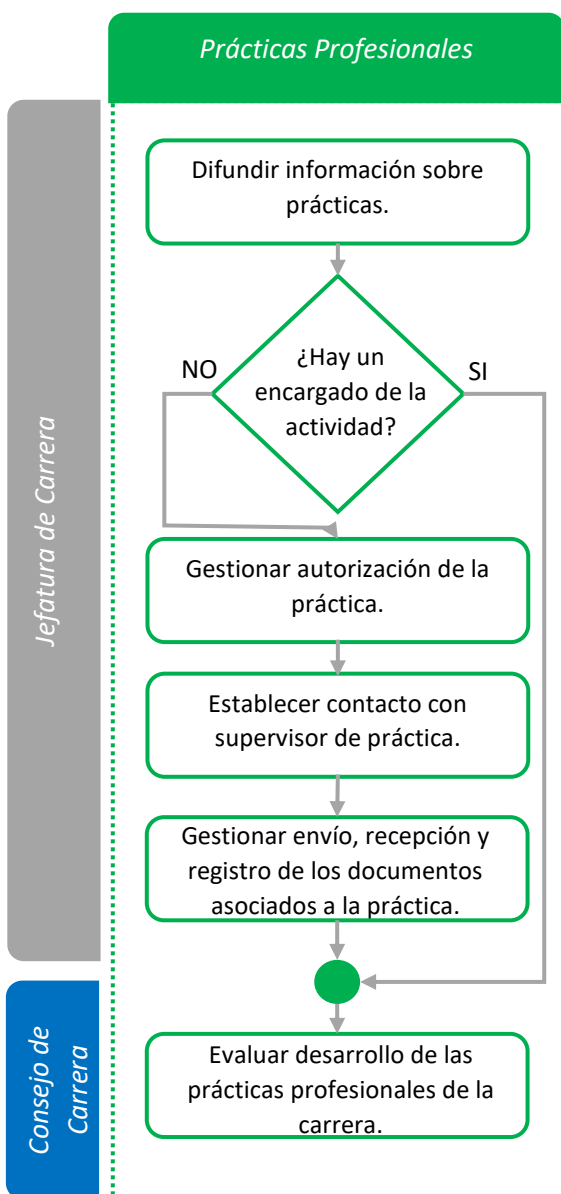 Prácticas Profesionales
Jefatura de Carrera
Difundir información sobre
prácticas.
¿Hay un
encargado de la
actividad?
NO
SI
Gestionar autorización de la
práctica.
Establecer contacto con
supervisor de práctica.
Gestionar envío, recepción y
registro de los documentos
asociados a la práctica.
Consejo de
Carrera
Evaluar desarrollo de las
prácticas profesionales de la
carrera.